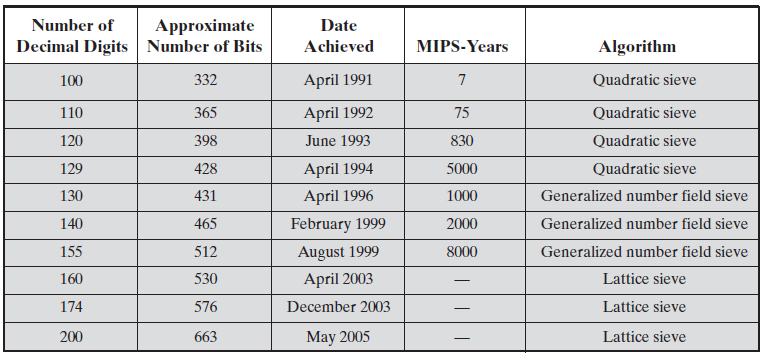 Number of Decimal Digits | Approximate Number of Bits | Date Achieved | MIPS-Years | Algorithm
100 | 332 | April 1991 | 7 | Quadratic sieve
110 | 365 | April 1992 | 75 | Quadratic sieve
120 | 398 | June 1993 | 830 | Quadratic sieve
129 | 428 | April 1994 | 5000 | Quadratic sieve
130 | 431 | April 1996 | 1000 | Generalized number field sieve
140 | 465 | February 1999 | 2000 | Generalized number field sieve
155 | 512 | August 1999 | 8000 | Generalized number field sieve
160 | 530 | April 2003 | — | Lattice sieve
174 | 576 | December 2003 | — | Lattice sieve
200 | 663 | May 2005 | — | Lattice sieve